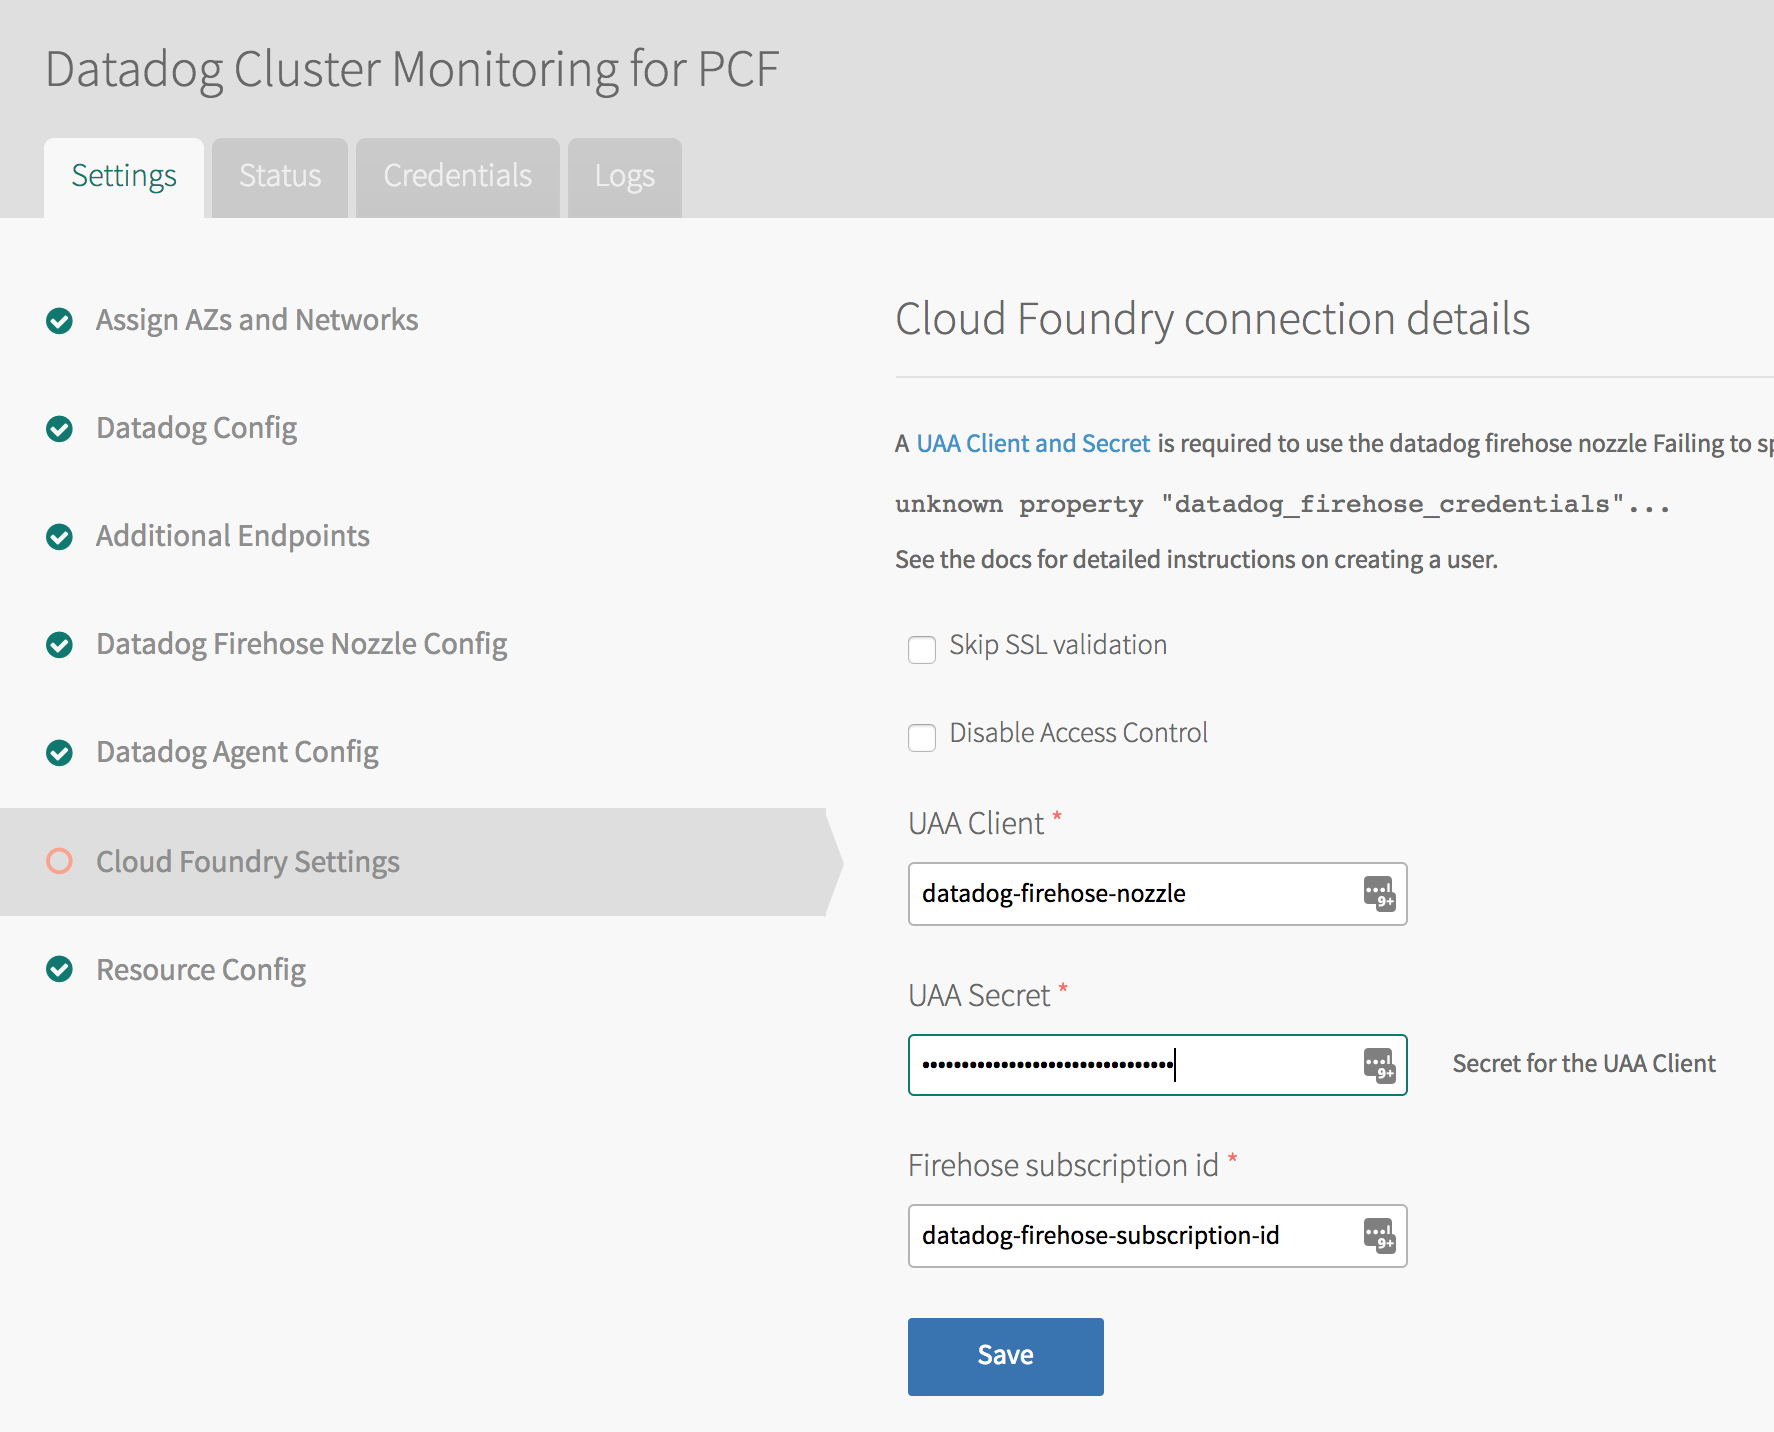 Datadog Cluster Monitoring for PCF
Settings
Status
Credentials
Logs
Assign AZs and Networks
Datadog Config
Additional Endpoints
Datadog Firehose Nozzle Config
Datadog Agent Config
Cloud Foundry Settings
Resource Config
Cloud Foundry connection details
A UAA Client and Secret is required to use the datadog firehose nozzle Failing to sp
unknown property "datadog_firehose_credentials"...
See the docs for detailed instructions on creating a user.
Skip SSL validation
Disable Access Control
UAA Client *
datadog-firehose-nozzle
9+
UAA Secret *
9+
Secret for the UAA Client
Firehose subscription id *
datadog-firehose-subscription-id
9+
Save